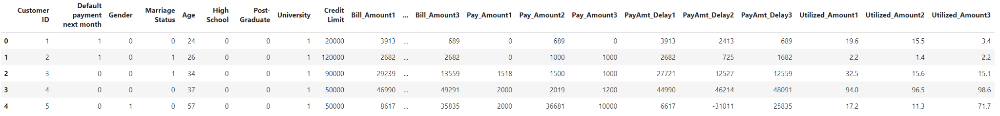 Customer ID Default payment next month Gender Marriage Status Age High School Post-Graduate University Credit Limit Bill_Amount1 ... Bill_Amount3 Pay_Amount1 Pay_Amount2 Pay_Amount3 PayAmt_Delay1 PayAmt_Delay2 PayAmt_Delay3 Utilized_Amount1 Utilized_Amount2 Utilized_Amount3
0 1 1 0 0 24 0 0 1 20000 3913 ... 689 0 689 0 3913 2413 689 19.6 15.5 3.4
1 2 1 0 1 26 0 0 1 120000 2682 ... 2682 0 1000 1000 2682 725 1682 2.2 1.4 2.2
2 3 0 0 1 34 0 0 1 90000 29239 ... 13559 1518 1500 1000 27721 12527 12559 32.5 15.6 15.1
3 4 0 0 0 37 0 0 1 50000 46990 ... 49291 2000 2019 1200 44990 46214 48091 94.0 96.5 98.6
4 5 0 1 0 57 0 0 1 50000 8617 ... 35835 2000 36681 10000 6617 -31011 25835 17.2 11.3 71.7